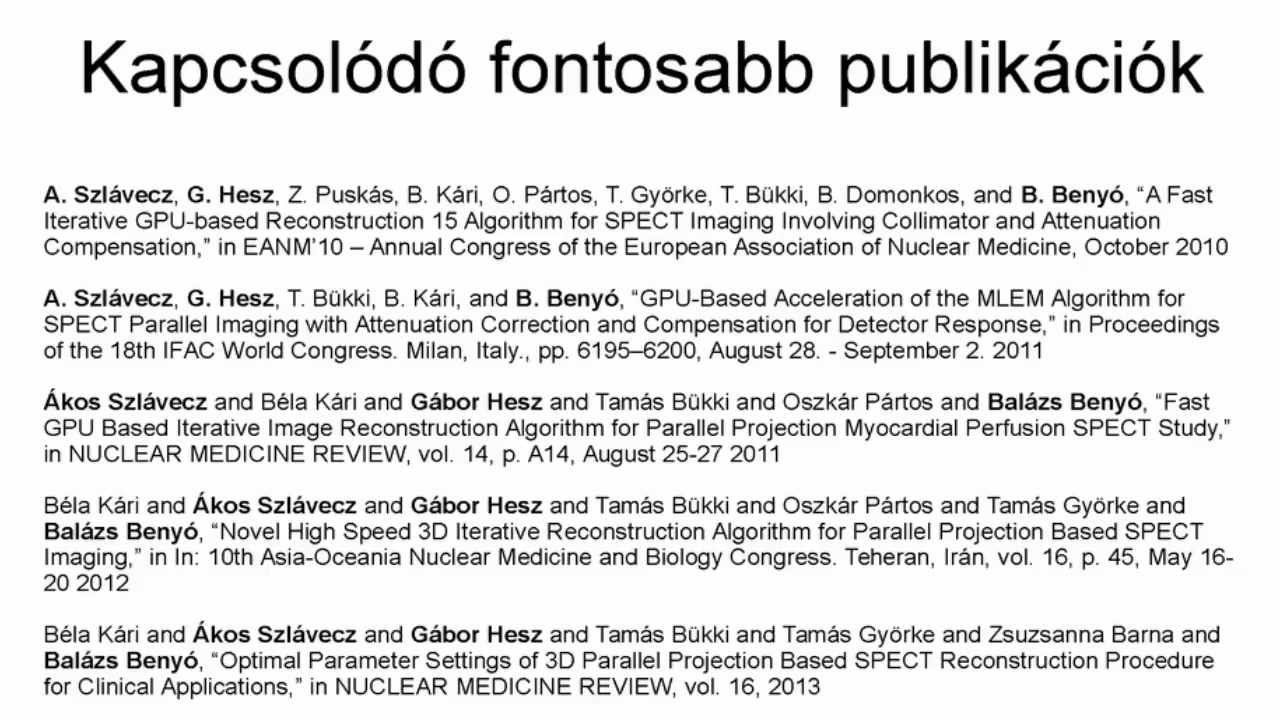 Kapcsolódó fontosabb publikációk
A. Szlávecz, G. Hesz, Z. Puskás, B. Kári, O. Pártos, T. Györke, T. Bükki, B. Domonkos, and B. Benyó, “A Fast
Iterative GPU-based Reconstruction 15 Algorithm for SPECT Imaging Involving Collimator and Attenuation
Compensation,” in EANM’10 – Annual Congress of the European Association of Nuclear Medicine, October 2010
A. Szlávecz, G. Hesz, T. Bükki, B. Kári, and B. Benyó, “GPU-Based Acceleration of the MLEM Algorithm for
SPECT Parallel Imaging with Attenuation Correction and Compensation for Detector Response,” in Proceedings
of the 18th IFAC World Congress. Milan, Italy., pp. 6195–6200, August 28. - September 2. 2011
Ákos Szlávecz and Béla Kári and Gábor Hesz and Tamás Bükki and Oszkár Pártos and Balázs Benyó, “Fast
GPU Based Iterative Image Reconstruction Algorithm for Parallel Projection Myocardial Perfusion SPECT Study,”
in NUCLEAR MEDICINE REVIEW, vol. 14, p. A14, August 25-27 2011
Béla Kári and Ákos Szlávecz and Gábor Hesz and Tamás Bükki and Oszkár Pártos and Tamás Györke and
Balázs Benyó, “Novel High Speed 3D Iterative Reconstruction Algorithm for Parallel Projection Based SPECT
Imaging,” in In: 10th Asia-Oceania Nuclear Medicine and Biology Congress. Teheran, Irán, vol. 16, p. 45, May 16-
20 2012
Béla Kári and Ákos Szlávecz and Gábor Hesz and Tamás Bükki and Tamás Györke and Zsuzsanna Barna and
Balázs Benyó, “Optimal Parameter Settings of 3D Parallel Projection Based SPECT Reconstruction Procedure
for Clinical Applications,” in NUCLEAR MEDICINE REVIEW, vol. 16, 2013